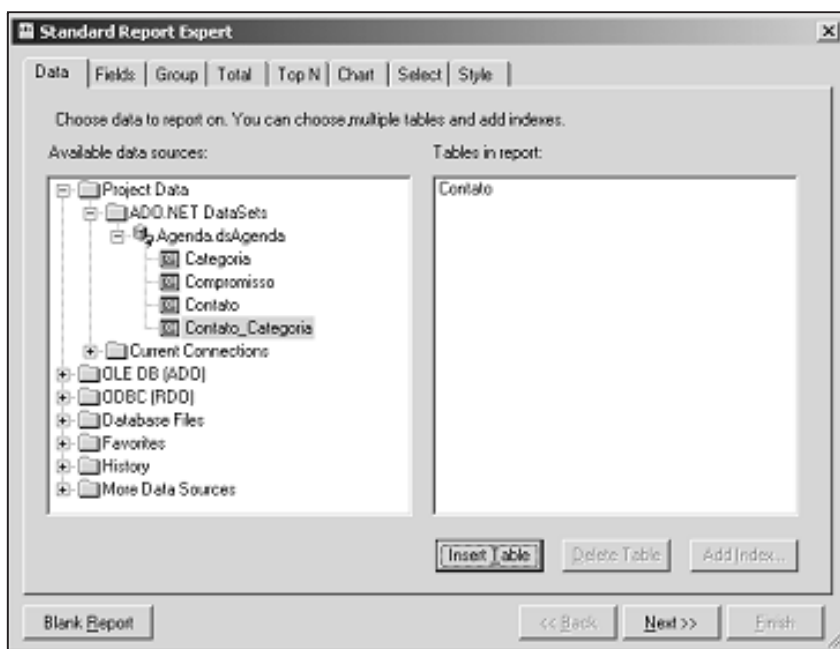 Standard Report Expert
Data Fields Group Total Top N Chart Select Style
Choose data to report on. You can choose multiple tables and add indexes.
Available data sources:
Tables in report:
Project Data
ADO.NET DataSets
Agenda.dsAgenda
Categoria
Compromisso
Contato
Contato_Categoria
Current Connections
OLE DB (ADO)
ODBC (RDO)
Database Files
Favorites
History
More Data Sources
Contato
Insert Table
Delete Table
Add Index...
Blank Report
<< Back
Next >>
Finish